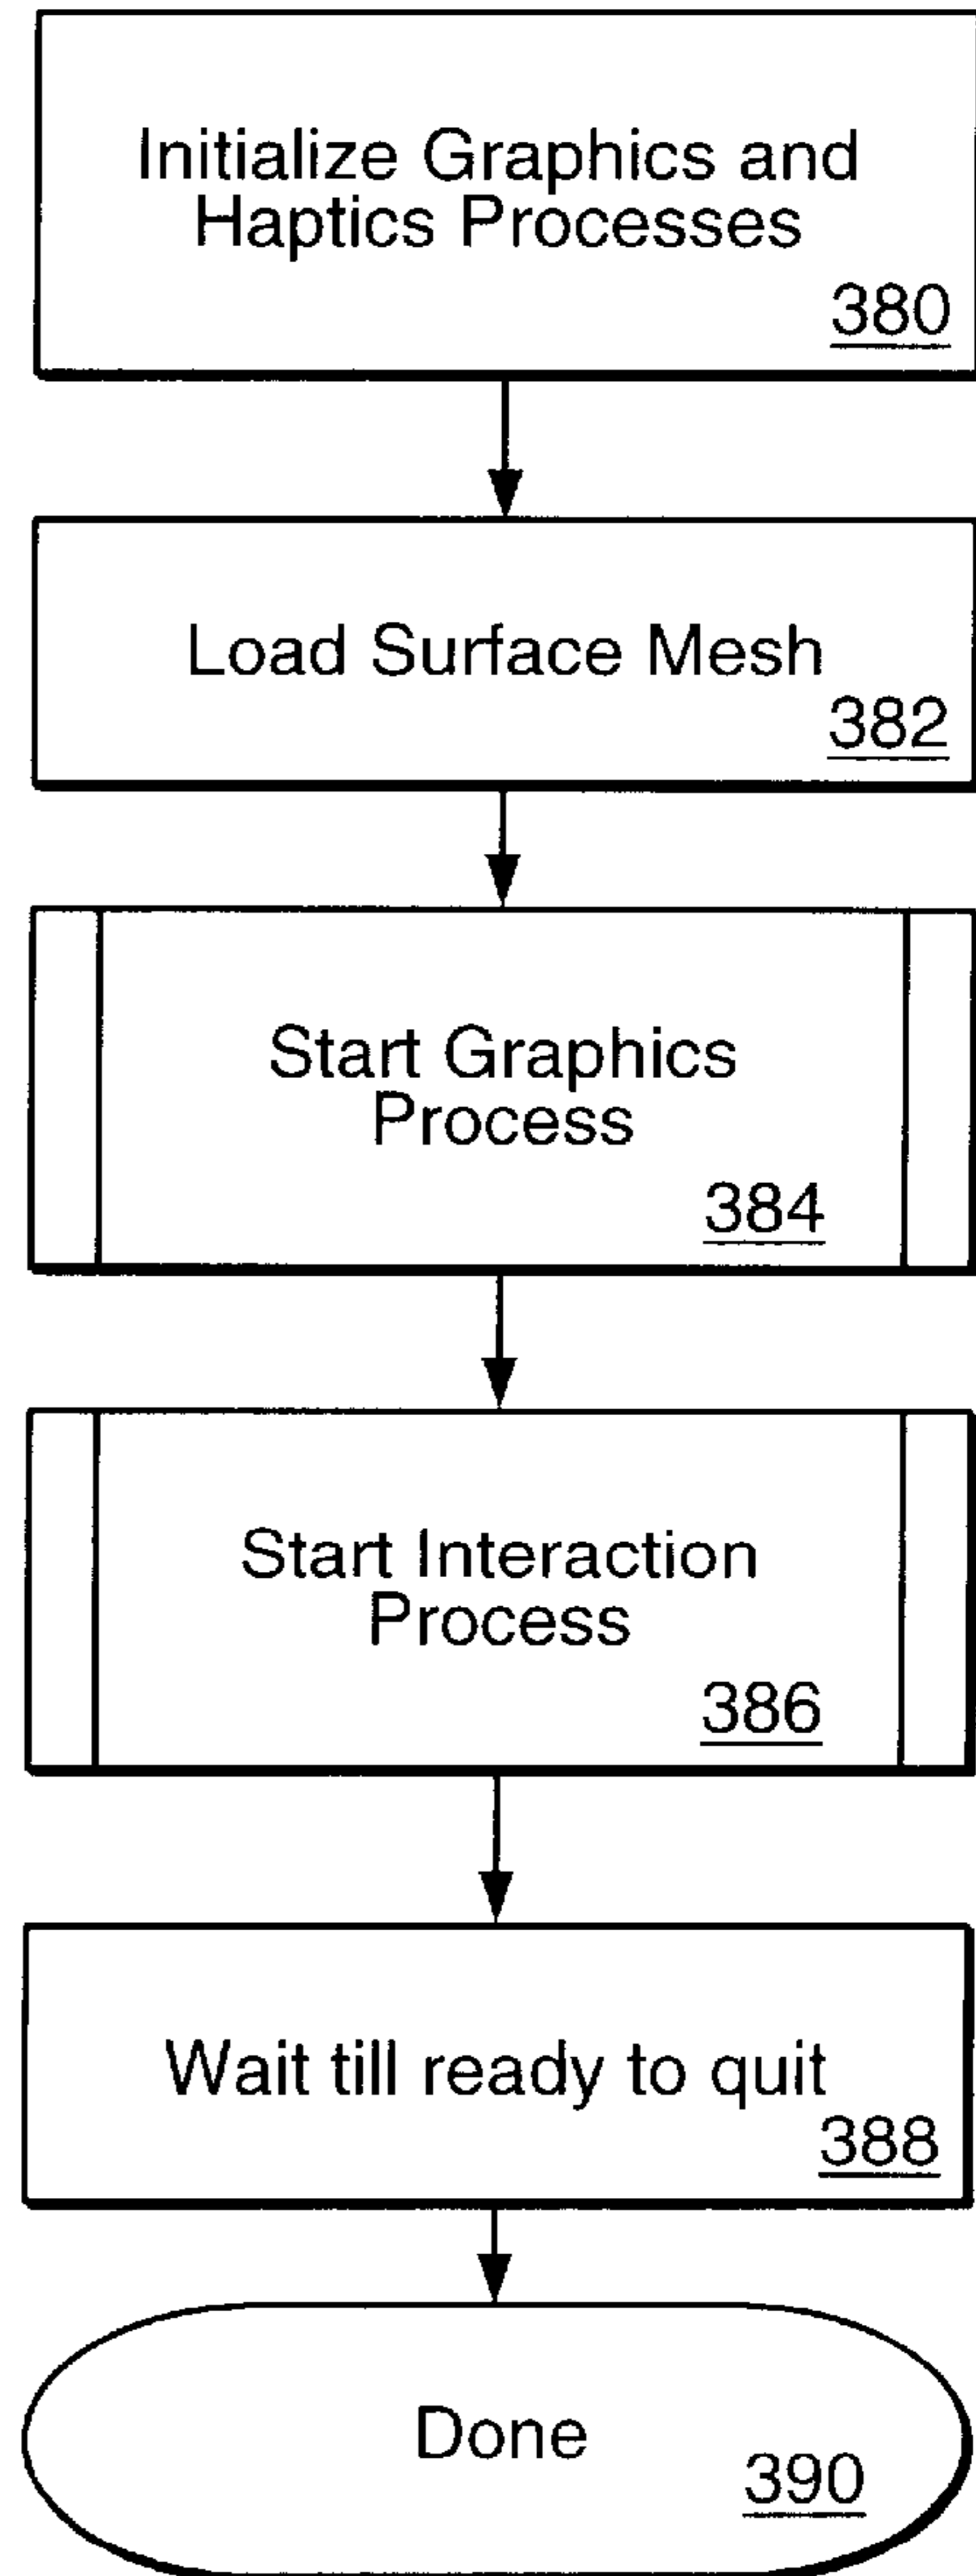 Initialize Graphics and
Haptics Processes
380
Load Surface Mesh
382
Start Graphics
Process
384
Start Interaction
Process
386
Wait till ready to quit
388
Done
390